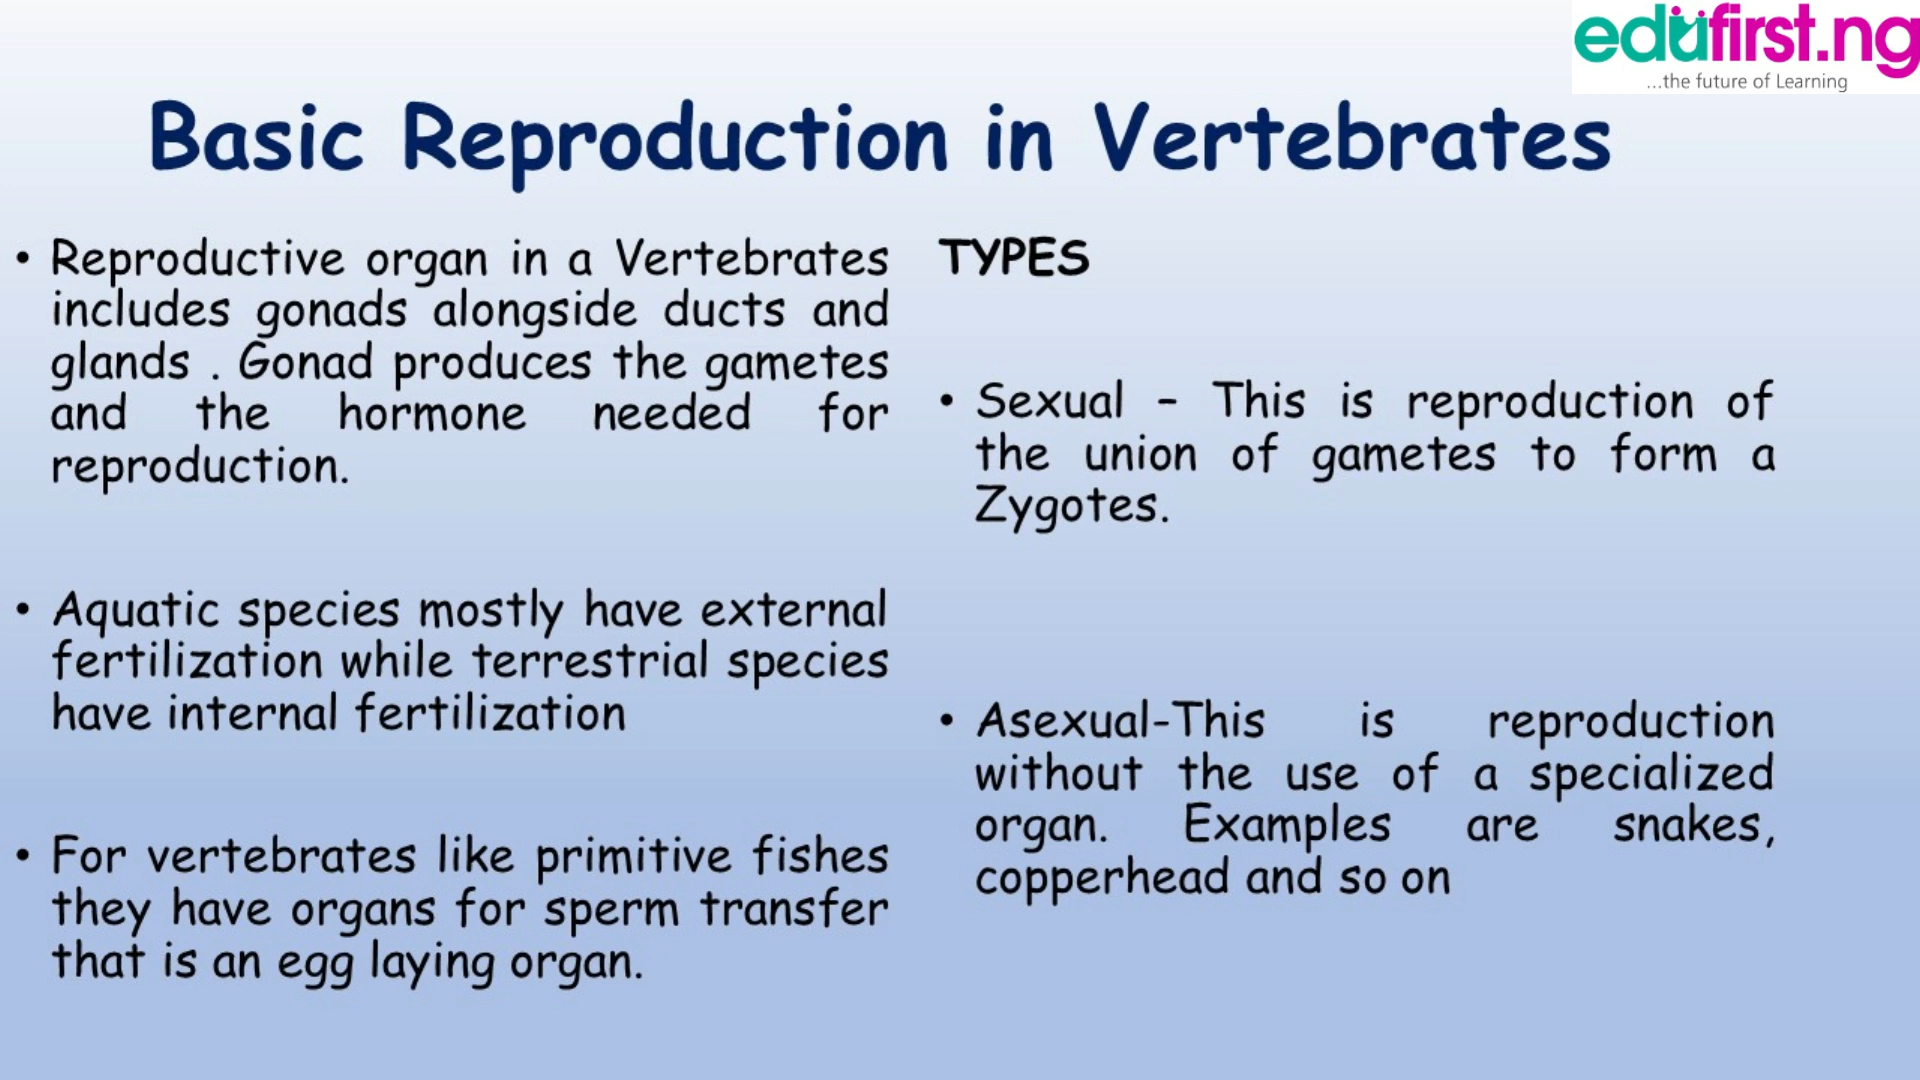 edufirst.ng
...the future of Learning
Basic Reproduction in Vertebrates
• Reproductive organ in a Vertebrates
includes gonads alongside ducts and
glands . Gonad produces the gametes
and the hormone needed for
reproduction.
• Aquatic species mostly have external
fertilization while terrestrial species
have internal fertilization
• For vertebrates like primitive fishes
they have organs for sperm transfer
that is an egg laying organ.
TYPES
• Sexual – This is reproduction of
the union of gametes to form a
Zygotes.
• Asexual-This is reproduction
without the use of a specialized
organ. Examples are snakes,
copperhead and so on